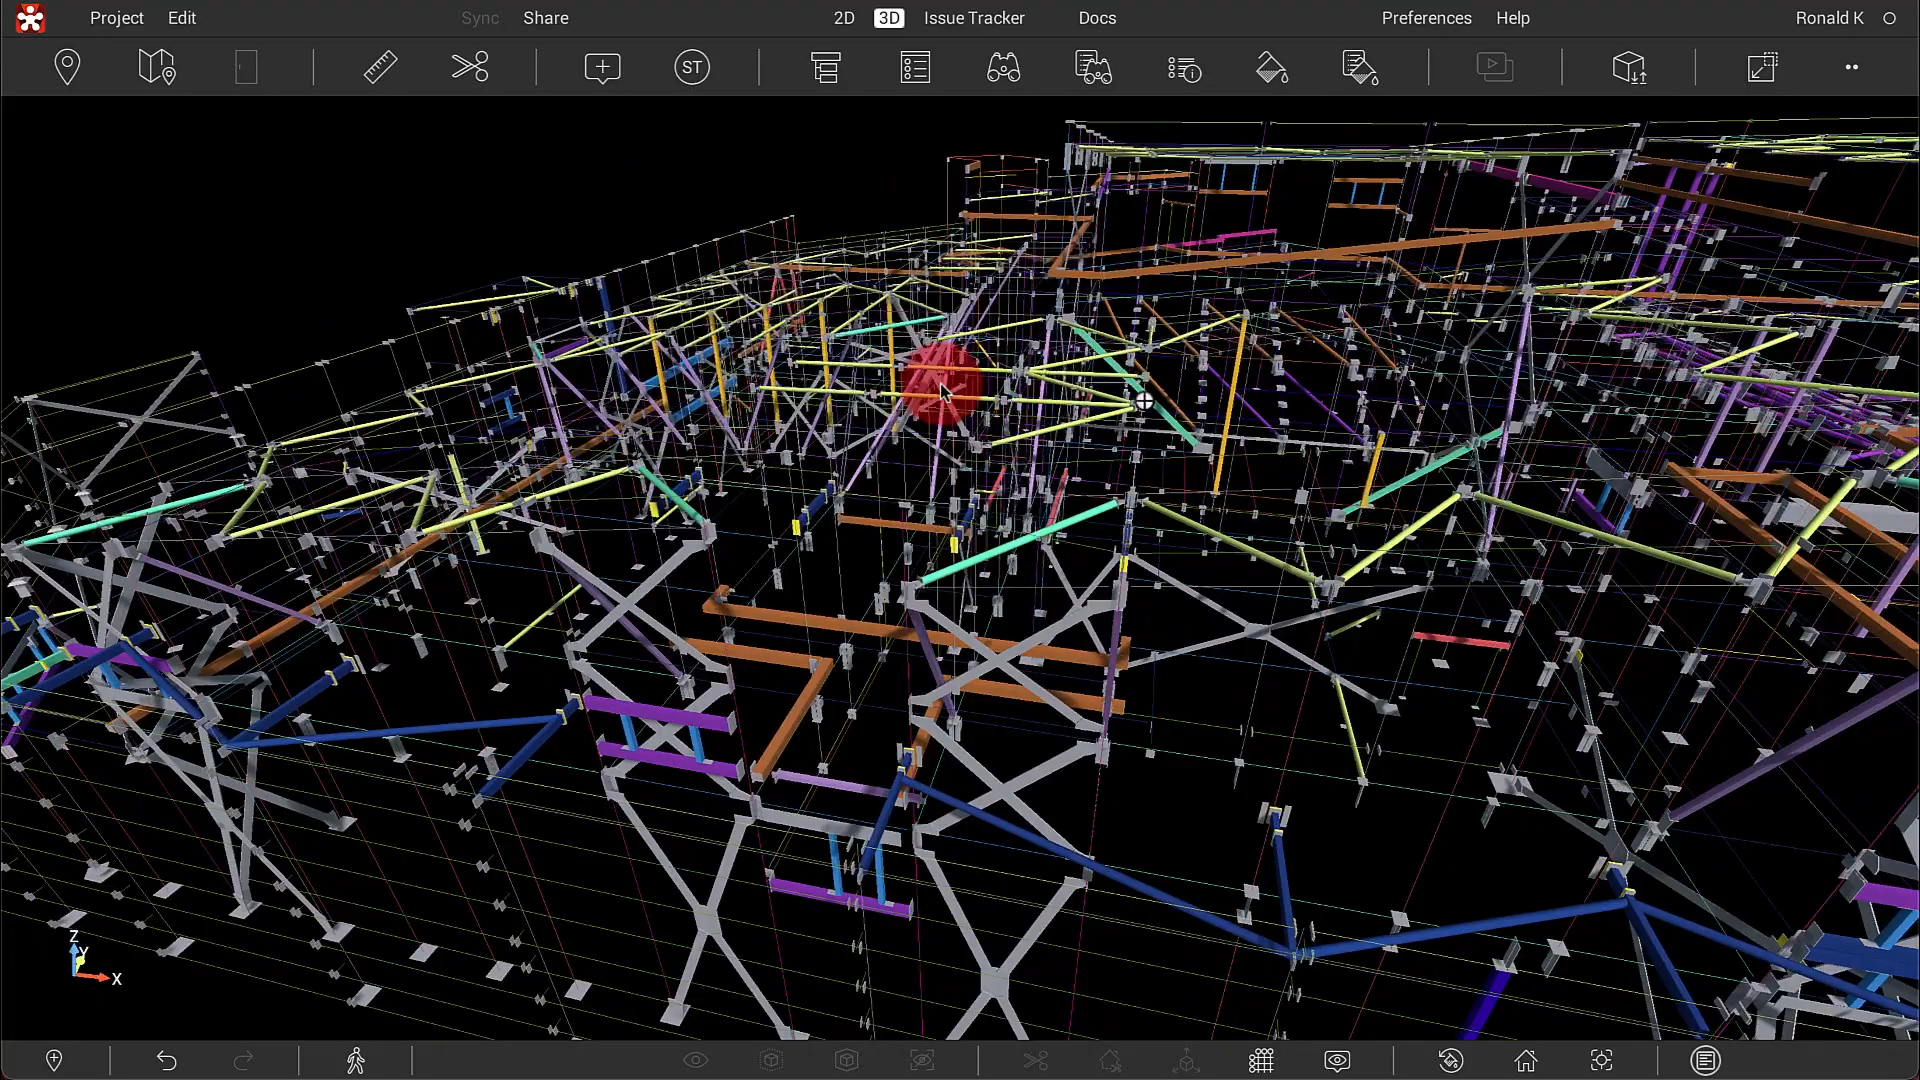 Project Edit Sync Share 2D 3D Issue Tracker Docs Preferences Help Ronald K
ST
Z
Y
X